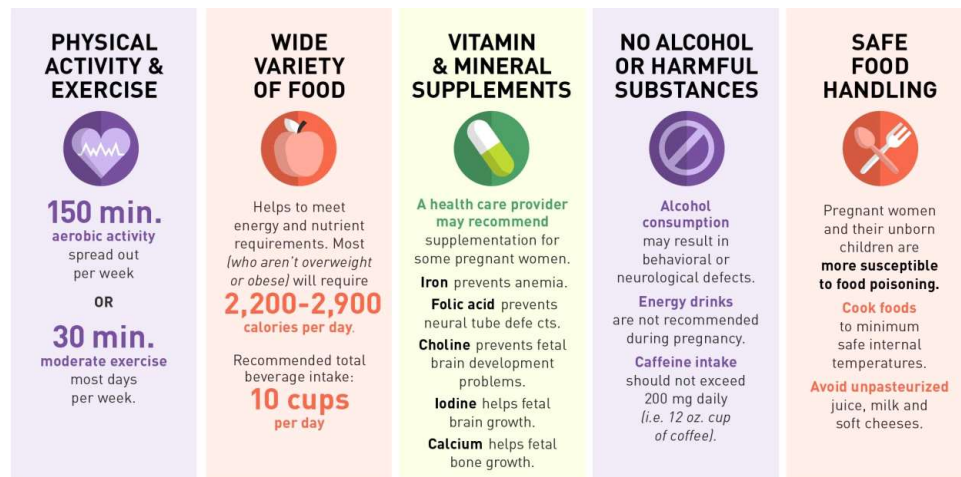 PHYSICAL
ACTIVITY &
EXERCISE
150 min.
aerobic activity
spread out
per week
OR
30 min.
moderate exercise
most days
per week.
WIDE
VARIETY
OF FOOD
Helps to meet
energy and nutrient
requirements. Most
(who aren't overweight
or obese) will require
2,200-2,900
calories per day.
Recommended total
beverage intake:
10 cups
per day
VITAMIN
& MINERAL
SUPPLEMENTS
A health care provider
may recommend
supplementation for
some pregnant women.
Iron prevents anemia.
Folic acid prevents
neural tube defe cts.
Choline prevents fetal
brain development
problems.
Iodine helps fetal
brain growth.
Calcium helps fetal
bone growth.
NO ALCOHOL
OR HARMFUL
SUBSTANCES
Alcohol
consumption
may result in
behavioral or
neurological defects.
Energy drinks
are not recommended
during pregnancy.
Caffeine intake
should not exceed
200 mg daily
(i.e. 12 oz. cup
of coffee).
SAFE
FOOD
HANDLING
Pregnant women
and their unborn
children are
more susceptible
to food poisoning.
Cook foods
to minimum
safe internal
temperatures.
Avoid unpasteurized
juice, milk and
soft cheeses.